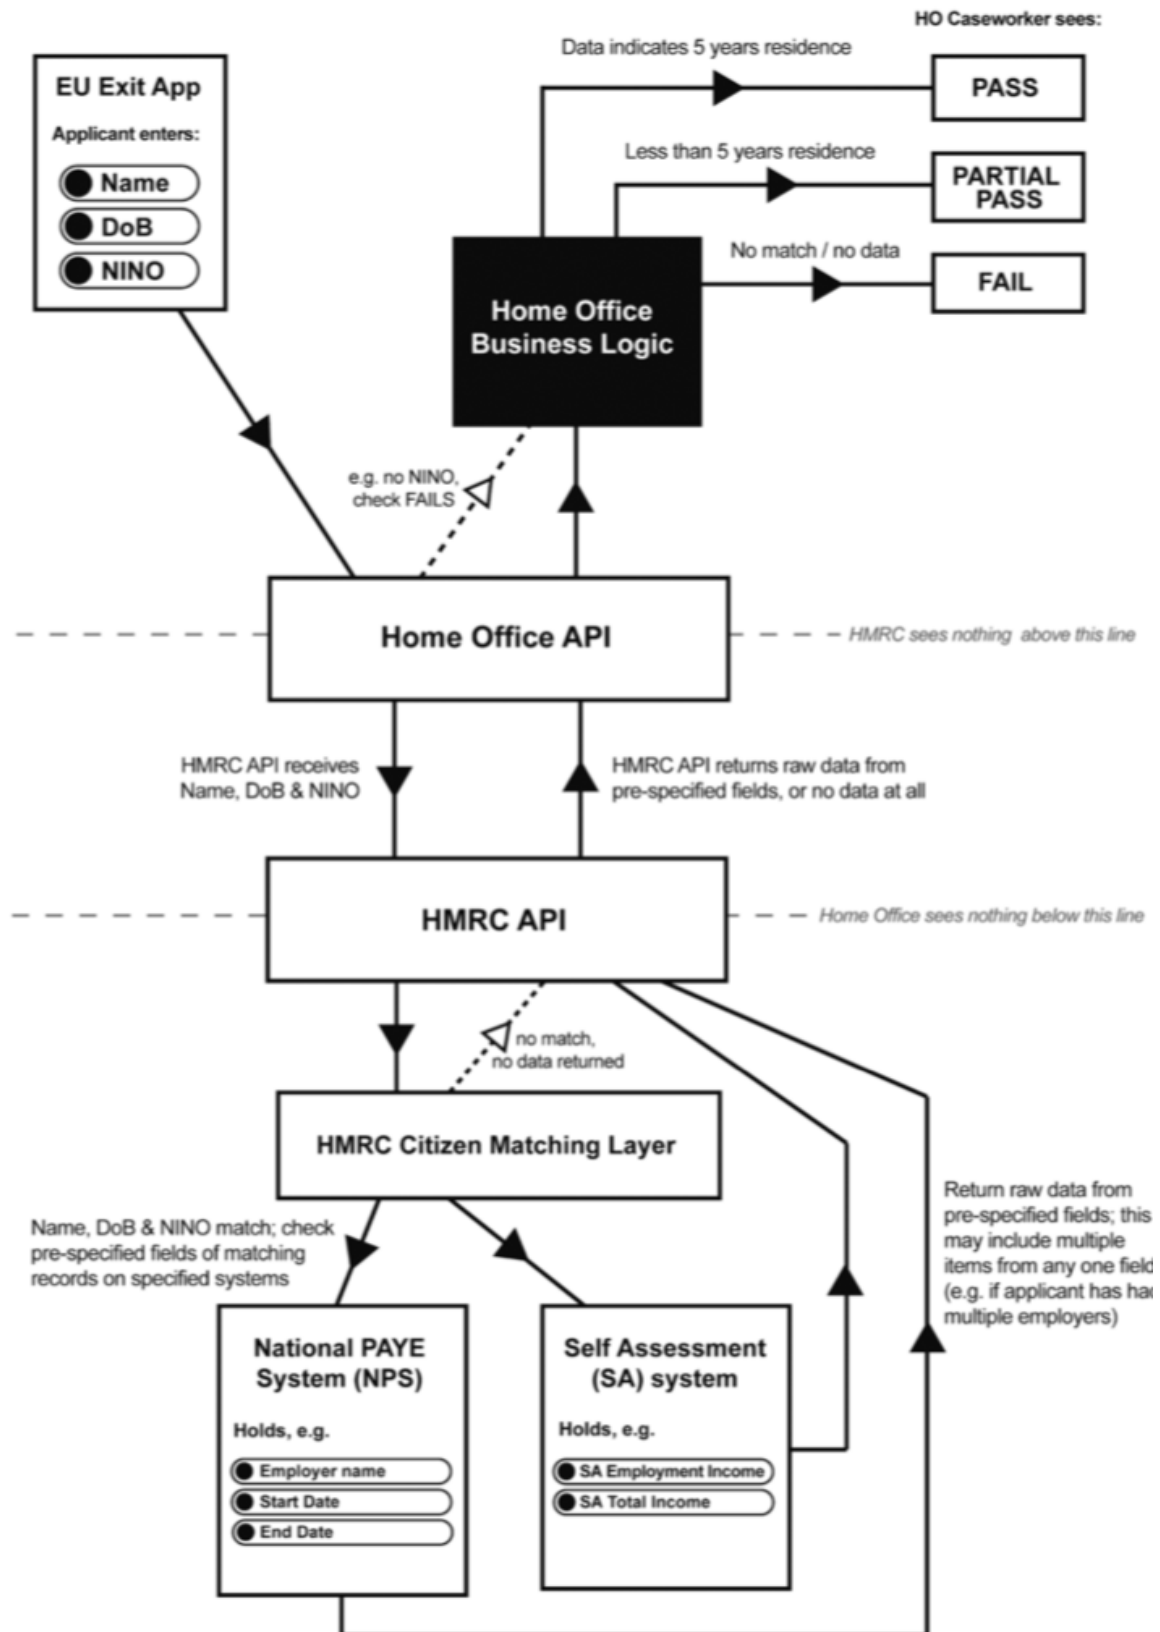 HO Caseworker sees:
EU Exit App
Applicant enters:
Name
DoB
NINO
Data indicates 5 years residence
PASS
Less than 5 years residence
PARTIAL
PASS
No match / no data
FAIL
Home Office
Business Logic
e.g. no NINO,
check FAILS
Home Office API
HMRC sees nothing above this line
HMRC API receives
Name, DoB & NINO
HMRC API returns raw data from
pre-specified fields, or no data at all
HMRC API
Home Office sees nothing below this line
no match,
no data returned
HMRC Citizen Matching Layer
Name, DoB & NINO match; check
pre-specified fields of matching
records on specified systems
Return raw data from
pre-specified fields; this
may include multiple
items from any one field
(e.g. if applicant has had
multiple employers)
National PAYE
System (NPS)
Holds, e.g.
Employer name
Start Date
End Date
Self Assessment
(SA) system
Holds, e.g.
SA Employment Income
SA Total Income